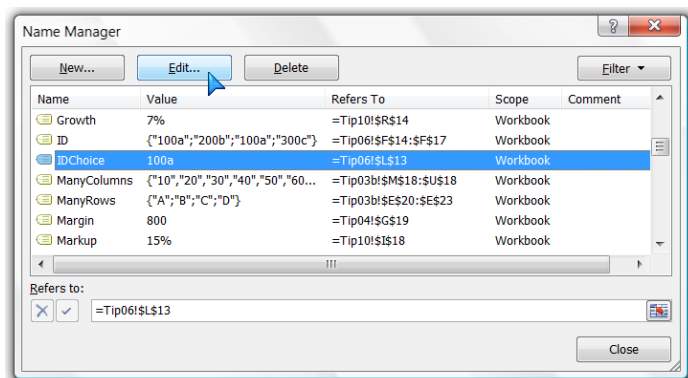 Name Manager
New... Edit... Delete Filter
Name Value Refers To Scope Comment
Growth 7% =Tip10!$R$14 Workbook
ID {"100a";"200b";"100a";"300c"} =Tip06!$F$14:$F$17 Workbook
IDChoice 100a =Tip06!$L$13 Workbook
ManyColumns {"10","20","30","40","50","60... =Tip03b!$M$18:$U$18 Workbook
ManyRows {"A";"B";"C";"D"} =Tip03b!$E$20:$E$23 Workbook
Margin 800 =Tip04!$G$19 Workbook
Markup 15% =Tip10!$I$18 Workbook
Refers to:
=Tip06!$L$13
Close